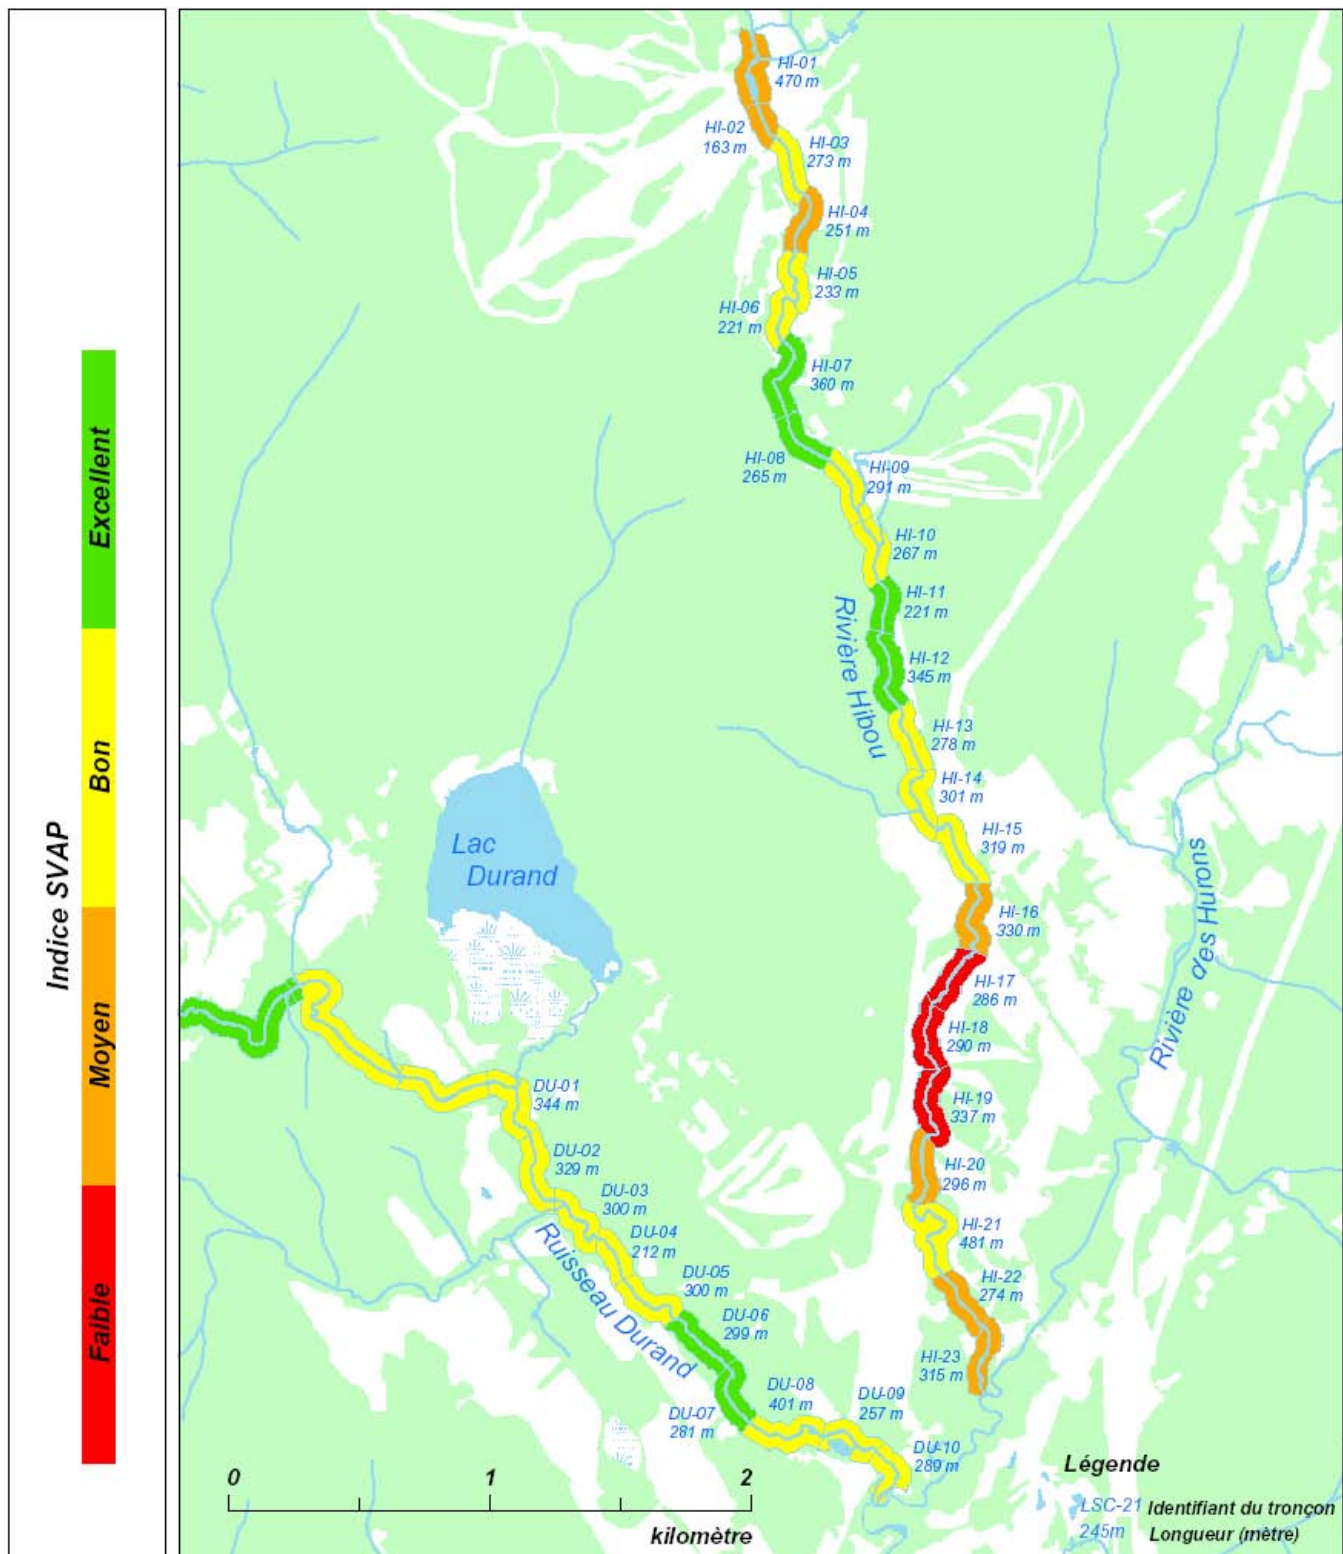 Indice SVAP
Excellent
Bon
Moyen
Faible
HI-01
470 m
HI-02
163 m
HI-03
273 m
HI-04
251 m
HI-05
233 m
HI-06
221 m
HI-07
360 m
HI-08
265 m
HI-09
291 m
HI-10
267 m
HI-11
221 m
HI-12
345 m
Rivière Hibou
HI-13
278 m
HI-14
301 m
HI-15
319 m
Lac
Durand
HI-16
330 m
Rivière des Hurons
HI-17
286 m
HI-18
290 m
HI-19
337 m
DU-01
344 m
DU-02
329 m
HI-20
296 m
DU-03
300 m
DU-04
212 m
HI-21
481 m
DU-05
300 m
HI-22
274 m
Ruisseau Durand
DU-06
299 m
HI-23
315 m
DU-07
281 m
DU-08
401 m
DU-09
257 m
DU-10
289 m
0 1 2
kilomètre
Légende
LSC-21 Identifiant du tronçon
245m Longueur (mètre)